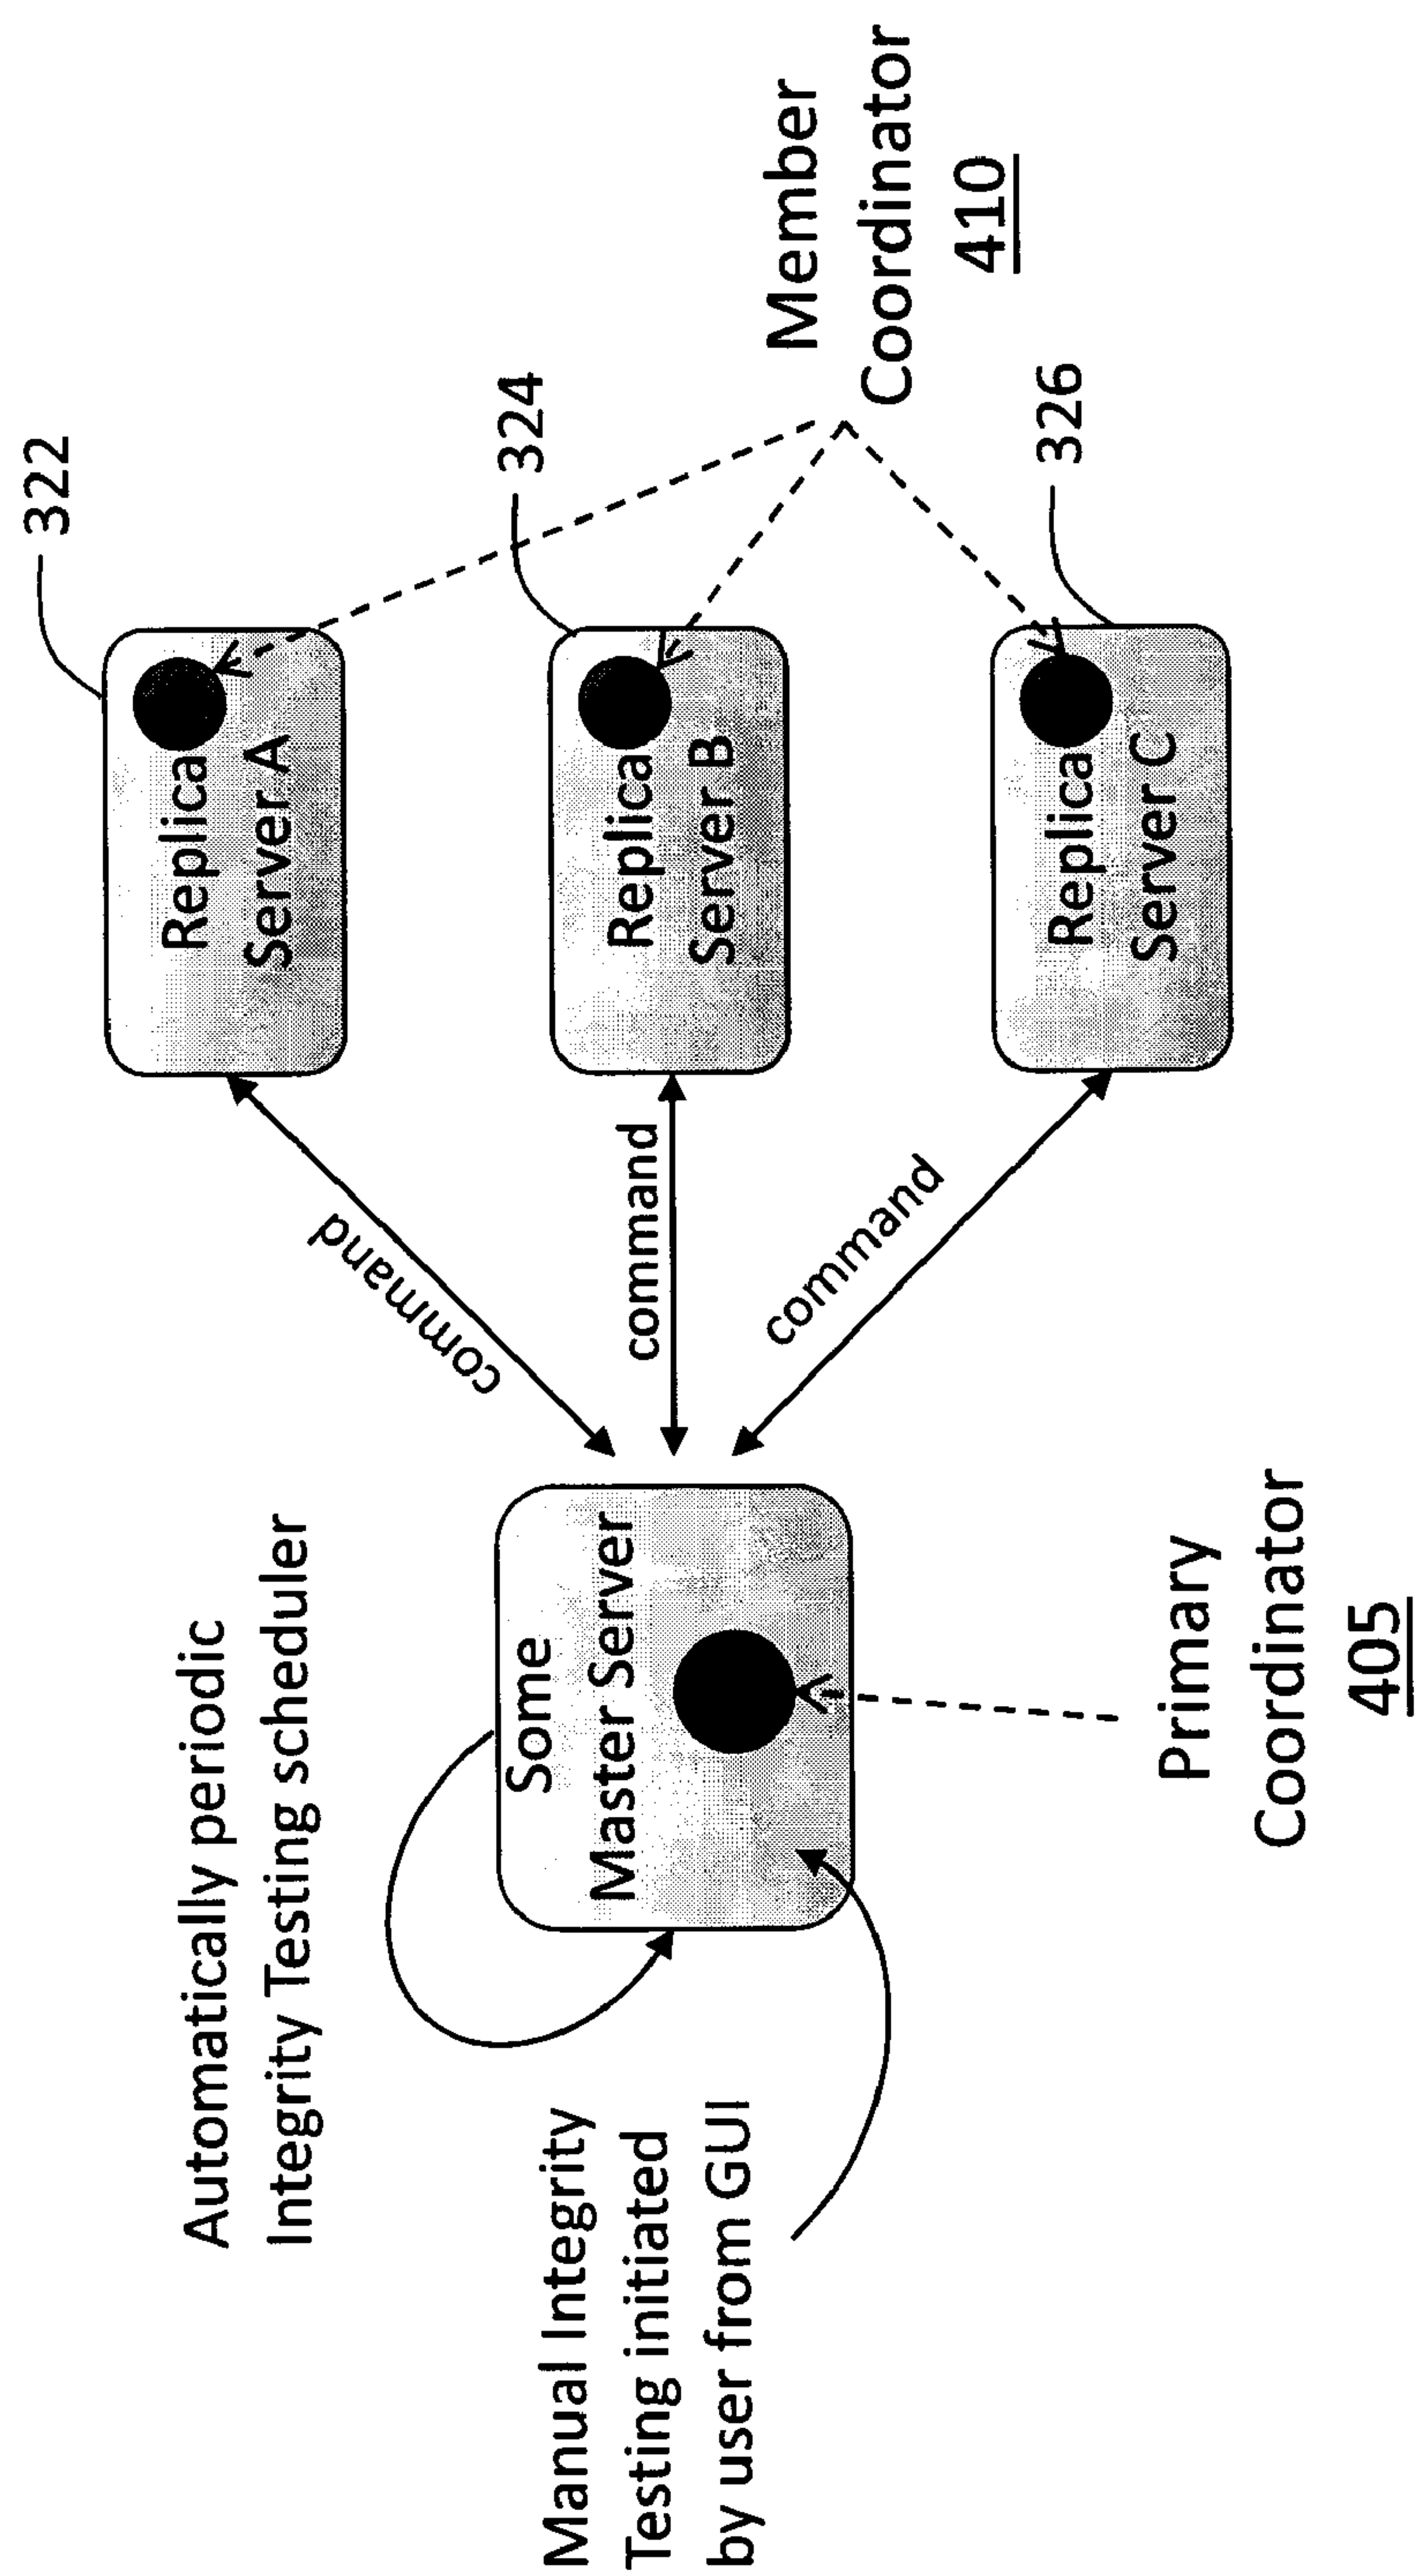 Automatically periodic
Integrity Testing scheduler
Manual Integrity
Testing initiated
by user from GUI
Some
Master Server
Primary
Coordinator
405
command
command
command
322
Replica
Server A
324
Replica
Server B
326
Replica
Server C
Member
Coordinator
410